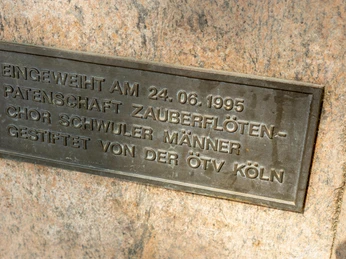 EINGEWEIHT AM 24.06.1995
PATENSCHAFT ZAUBERFLÖTEN-
CHOR SCHWULER MÄNNER
GESTIFTET VON DER ÖTV KÖLN